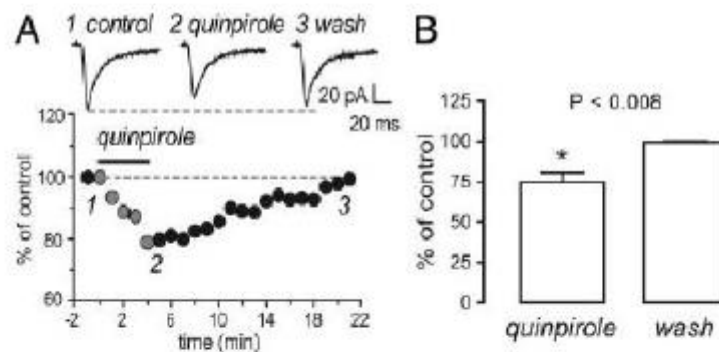 A
1 control 2 quinpirole 3 wash
20 pA
20 ms
120
100
80
60
% of control
quinpirole
1
2
3
-2 2 6 10 14 18 22
time (min)
B
P < 0.008
125
100
75
50
25
0
% of control
*
quinpirole wash